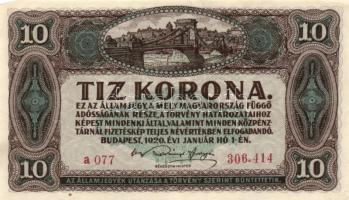 10 10
TIZ KORONA.
EZ AZ ÁLLAMJEGY A MELY MAGYARORSZÁG FÜGGŐ
ADÓSSÁGÁNAK RÉSZE, A TÖRVÉNY HATÁROZATAIHOZ
KÉPEST MINDENKI ÁLTAL VALAMINT MINDEN KÖZPÉNZ-
TÁRNÁL FIZETÉSKÉP TELJES NÉVÉRTÉKBEN ELFOGADANDÓ.
BUDAPEST, 1920. ÉVI JANUÁR HÓ 1 ÉN.
a 077 306.414
PÉNZÜGYMINISZTER
10 10
AZ ÁLLAMJEGYEK UTÁNZÁSA A TÖRVÉNY SZERINT BÜNTETTETIK.